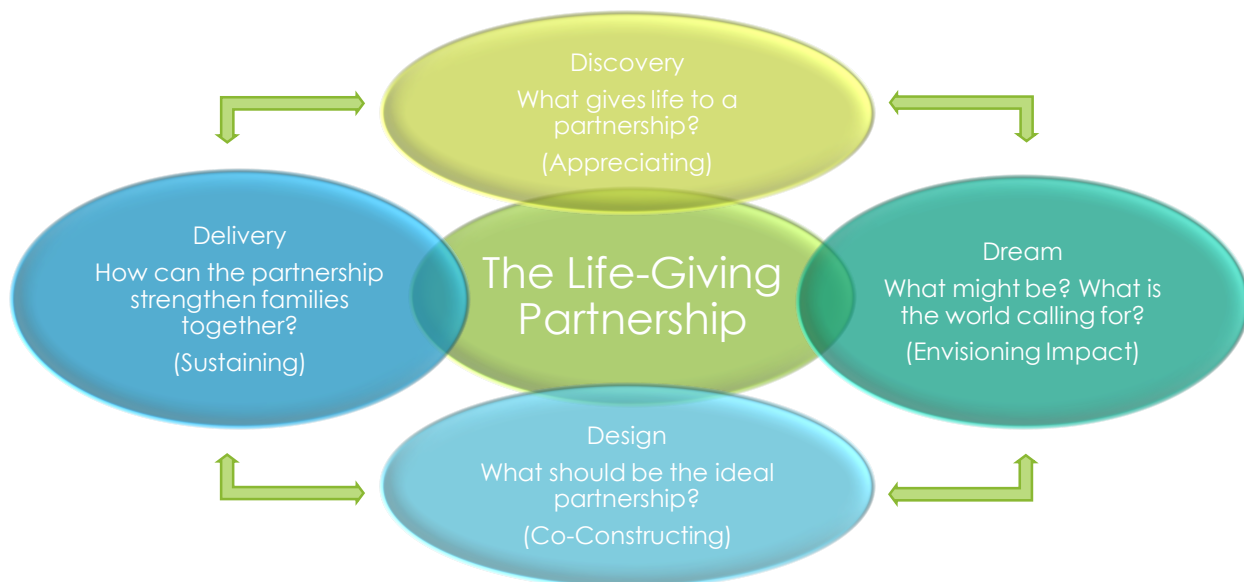 Discovery
What gives life to a
partnership?
(Appreciating)
Delivery
How can the partnership
strengthen families
together?
(Sustaining)
The Life-Giving
Partnership
Dream
What might be? What is
the world calling for?
(Envisioning Impact)
Design
What should be the ideal
partnership?
(Co-Constructing)